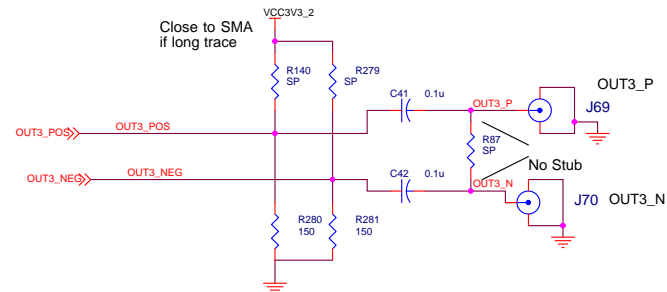 VCC3V3_2
Close to SMA
if long trace
R140
SP
R279
SP
C41
0.1u
OUT3_P
OUT3_P
J69
OUT3_POS
OUT3_POS
R87
SP
No Stub
OUT3_NEG
OUT3_NEG
C42
0.1u
OUT3_N
J70
OUT3_N
R280
150
R281
150